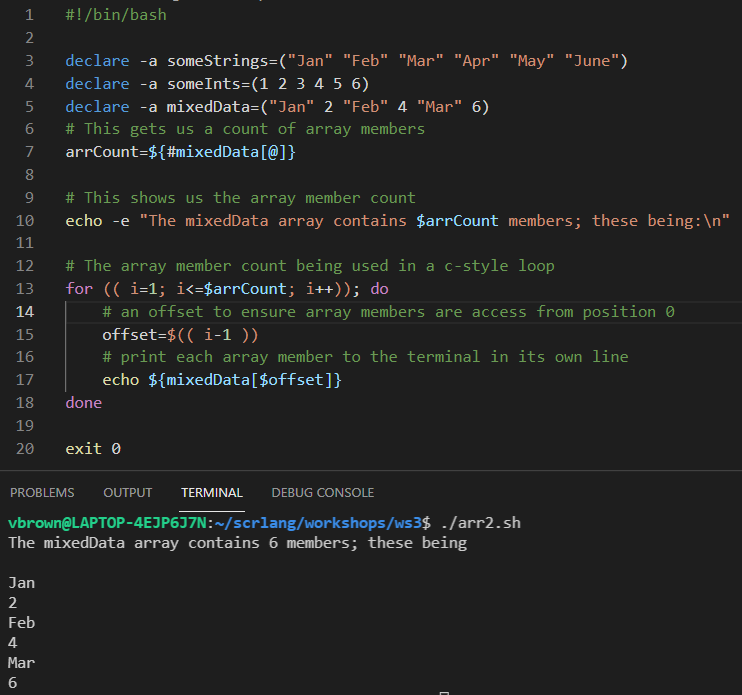 1 #!/bin/bash
2
3 declare -a someStrings=("Jan" "Feb" "Mar" "Apr" "May" "June")
4 declare -a someInts=(1 2 3 4 5 6)
5 declare -a mixedData=("Jan" 2 "Feb" 4 "Mar" 6)
6 # This gets us a count of array members
7 arrCount=${#mixedData[@]}
8
9 # This shows us the array member count
10 echo -e "The mixedData array contains $arrCount members; these being:\n"
11
12 # The array member count being used in a c-style loop
13 for (( i=1; i<=$arrCount; i++)); do
14     # an offset to ensure array members are access from position 0
15     offset=$(( i-1 ))
16     # print each array member to the terminal in its own line
17     echo ${mixedData[$offset]}
18 done
19
20 exit 0
PROBLEMS OUTPUT TERMINAL DEBUG CONSOLE
vbrown@LAPTOP-4EJP6J7N:~/scrlang/workshops/ws3$ ./arr2.sh
The mixedData array contains 6 members; these being

Jan
2
Feb
4
Mar
6